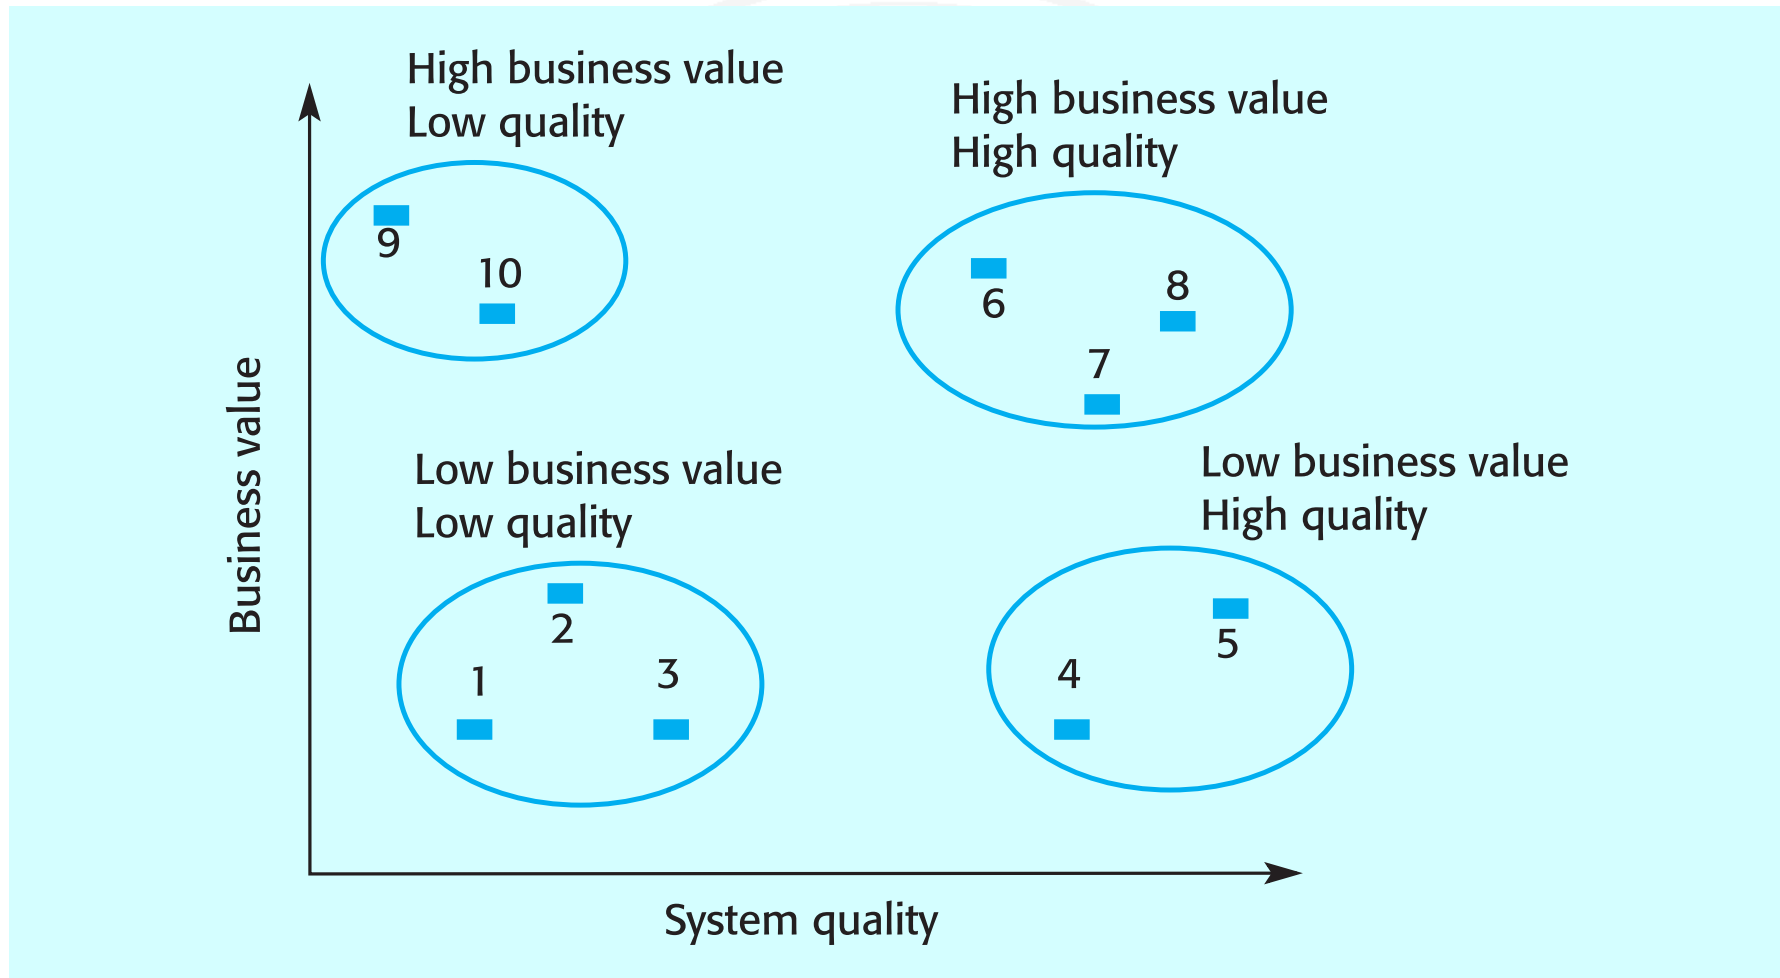 High business value
Low quality
High business value
High quality
9
10
6
8
7
Business value
Low business value
Low quality
Low business value
High quality
2
1
3
5
4
System quality